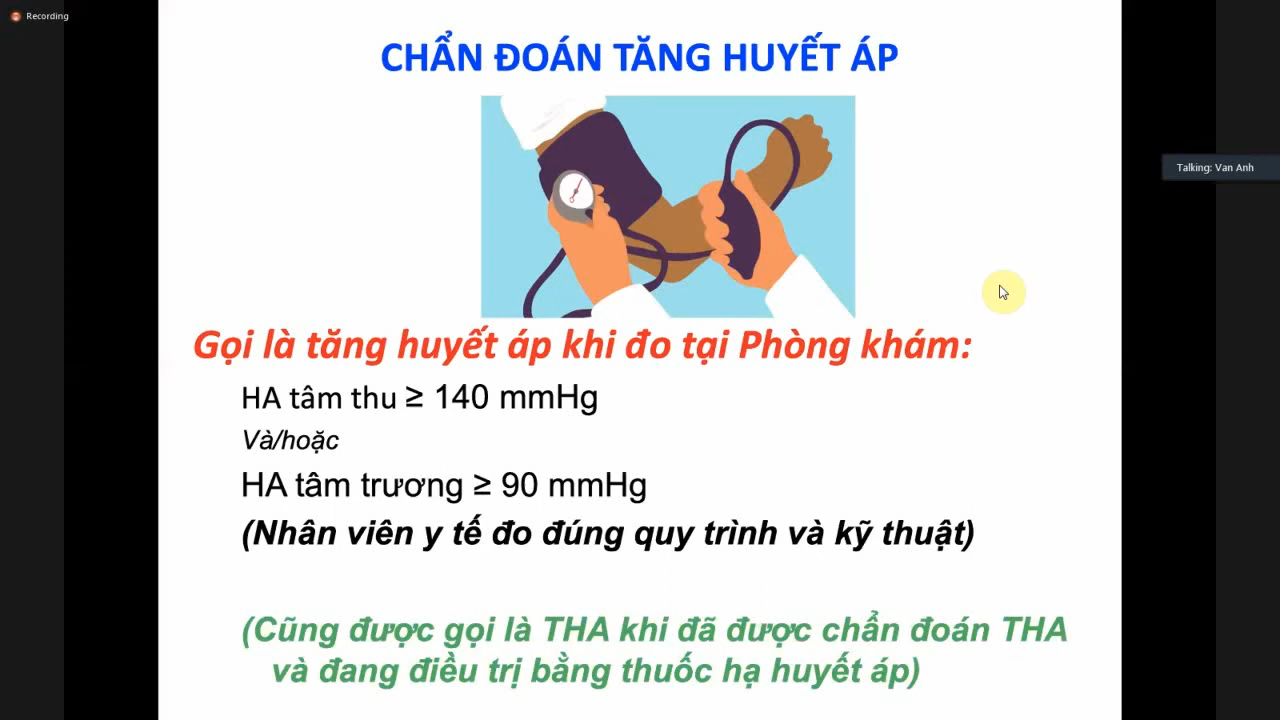 Recording
CHẨN ĐOÁN TĂNG HUYẾT ÁP
Talking: Van Anh
Gọi là tăng huyết áp khi đo tại Phòng khám:
HA tâm thu ≥ 140 mmHg
Và/hoặc
HA tâm trương ≥ 90 mmHg
(Nhân viên y tế đo đúng quy trình và kỹ thuật)
(Cũng được gọi là THA khi đã được chẩn đoán THA
và đang điều trị bằng thuốc hạ huyết áp)